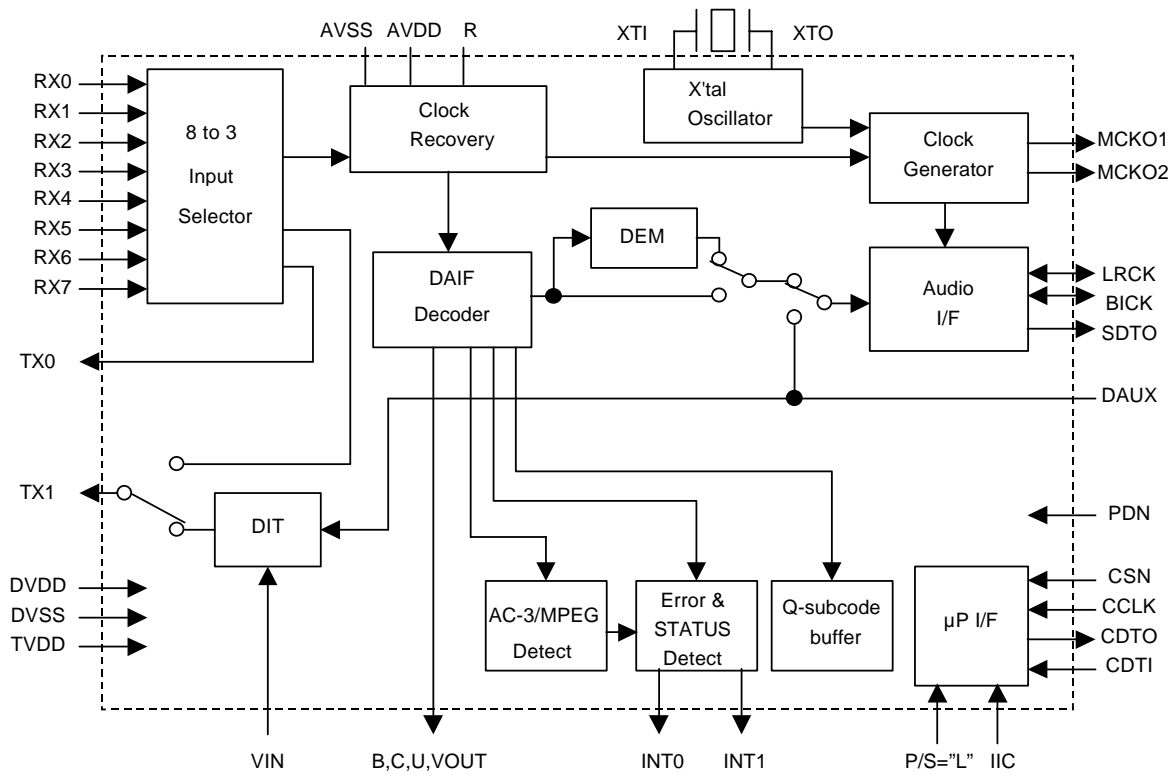 AVSS AVDD R
XTI XTO
RX0
RX1
RX2
RX3
RX4
RX5
RX6
RX7
8 to 3
Input
Selector
Clock
Recovery
X'tal
Oscillator
Clock
Generator
MCKO1
MCKO2
DEM
DAIF
Decoder
Audio
I/F
LRCK
BICK
SDTO
TX0
DAUX
TX1
DIT
PDN
DVDD
DVSS
TVDD
AC-3/MPEG
Detect
Error &
STATUS
Detect
Q-subcode
buffer
µP I/F
CSN
CCLK
CDTO
CDTI
VIN
B,C,U,VOUT
INT0
INT1
P/S="L"
IIC